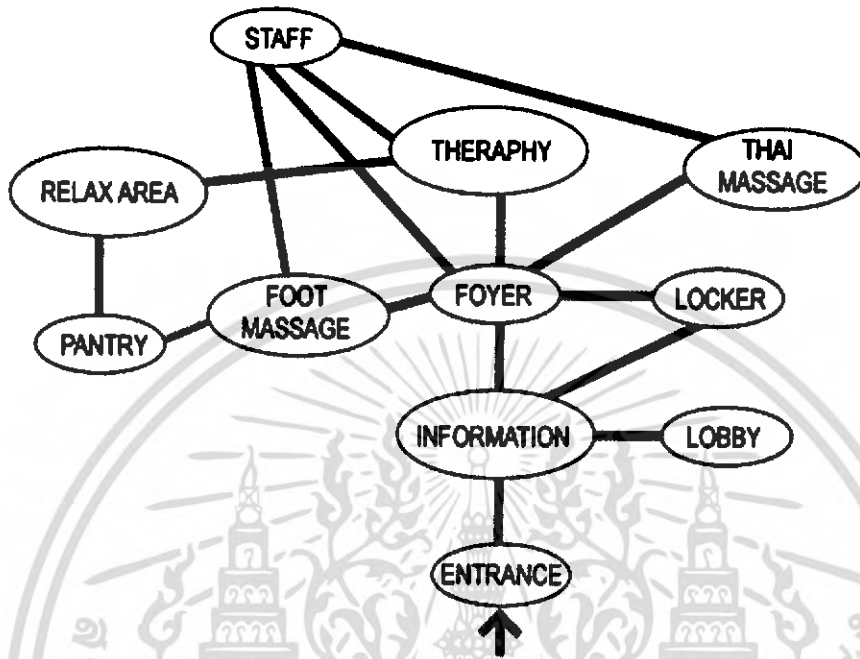 STAFF
THERAPHY
THAI
MASSAGE
RELAX AREA
FOOT
MASSAGE
FOYER
LOCKER
PANTRY
INFORMATION
LOBBY
ENTRANCE